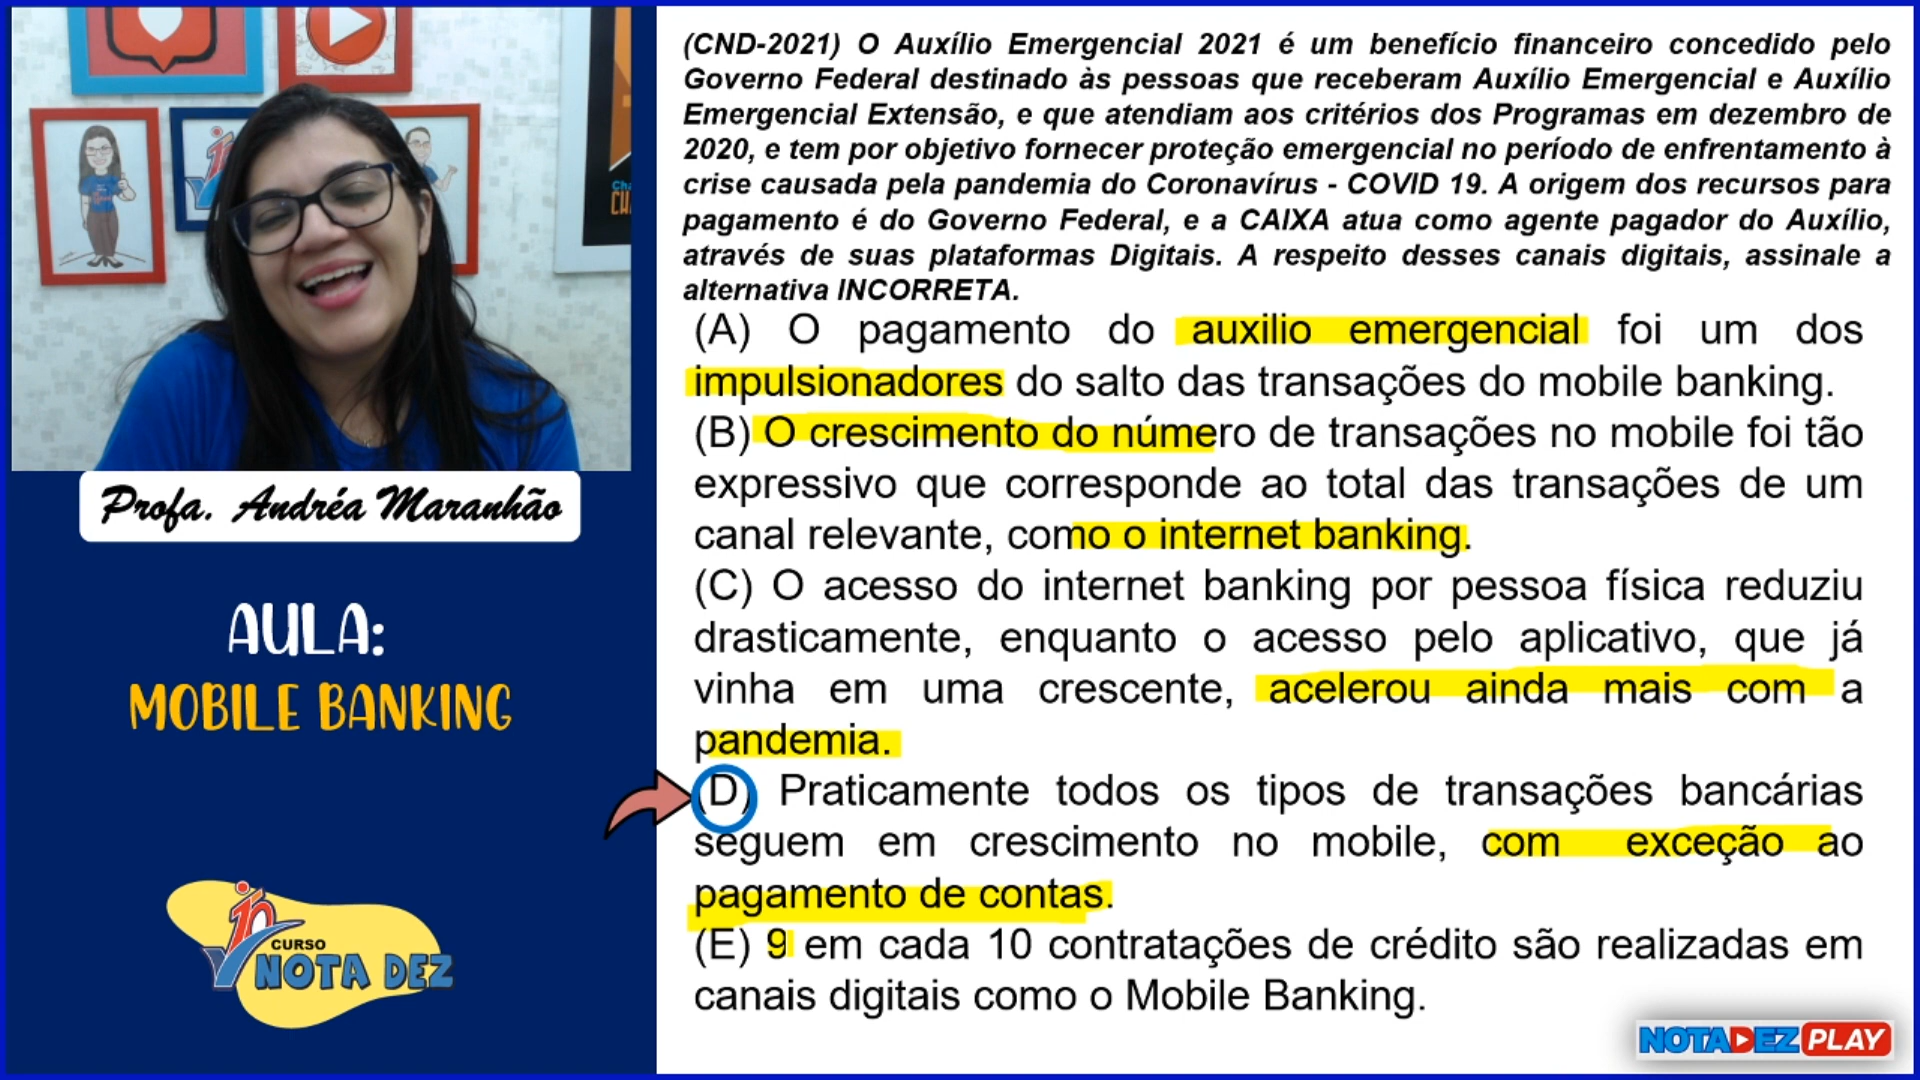 Profa. Andréa Maranhão
AULA:
MOBILE BANKING
CURSO
NOTA DEZ
(CND-2021) O Auxílio Emergencial 2021 é um benefício financeiro concedido pelo
Governo Federal destinado às pessoas que receberam Auxílio Emergencial e Auxílio
Emergencial Extensão, e que atendiam aos critérios dos Programas em dezembro de
2020, e tem por objetivo fornecer proteção emergencial no período de enfrentamento à
crise causada pela pandemia do Coronavírus - COVID 19. A origem dos recursos para
pagamento é do Governo Federal, e a CAIXA atua como agente pagador do Auxílio,
através de suas plataformas Digitais. A respeito desses canais digitais, assinale a
alternativa INCORRETA.
(A) O pagamento do auxilio emergencial foi um dos
impulsionadores do salto das transações do mobile banking.
(B) O crescimento do número de transações no mobile foi tão
expressivo que corresponde ao total das transações de um
canal relevante, como o internet banking.
(C) O acesso do internet banking por pessoa física reduziu
drasticamente, enquanto o acesso pelo aplicativo, que já
vinha em uma crescente, acelerou ainda mais com a
pandemia.
(D) Praticamente todos os tipos de transações bancárias
seguem em crescimento no mobile, com exceção ao
pagamento de contas.
(E) 9 em cada 10 contratações de crédito são realizadas em
canais digitais como o Mobile Banking.
NOTADEZ PLAY